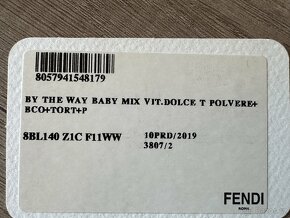 8057941548179
BY THE WAY BABY MIX VIT.DOLCE T POLVERE+
BCO+TORT+P
8BL140 Z1C F11WW 10PRD/2019
3807/2
FENDI
ROMA